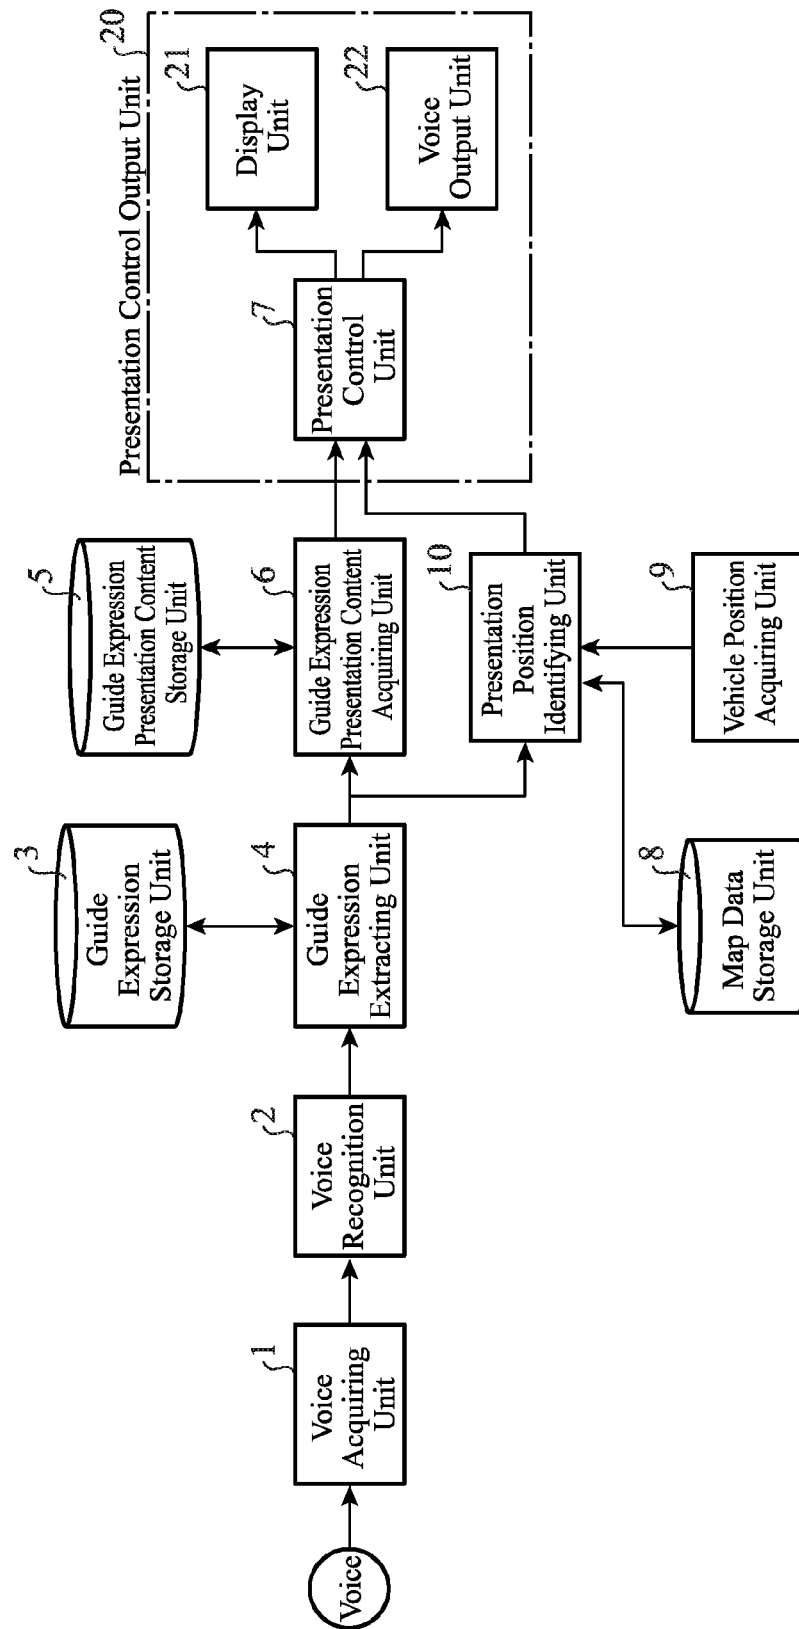 Voice
1
Voice
Acquiring
Unit
2
Voice
Recognition
Unit
3
Guide
Expression
Storage Unit
4
Guide
Expression
Extracting Unit
5
Guide Expression
Presentation Content
Storage Unit
6
Guide Expression
Presentation Content
Acquiring Unit
8
Map Data
Storage Unit
9
Vehicle Position
Acquiring Unit
10
Presentation
Position
Identifying Unit
Presentation Control Output Unit
20
7
Presentation
Control
Unit
21
Display
Unit
22
Voice
Output Unit